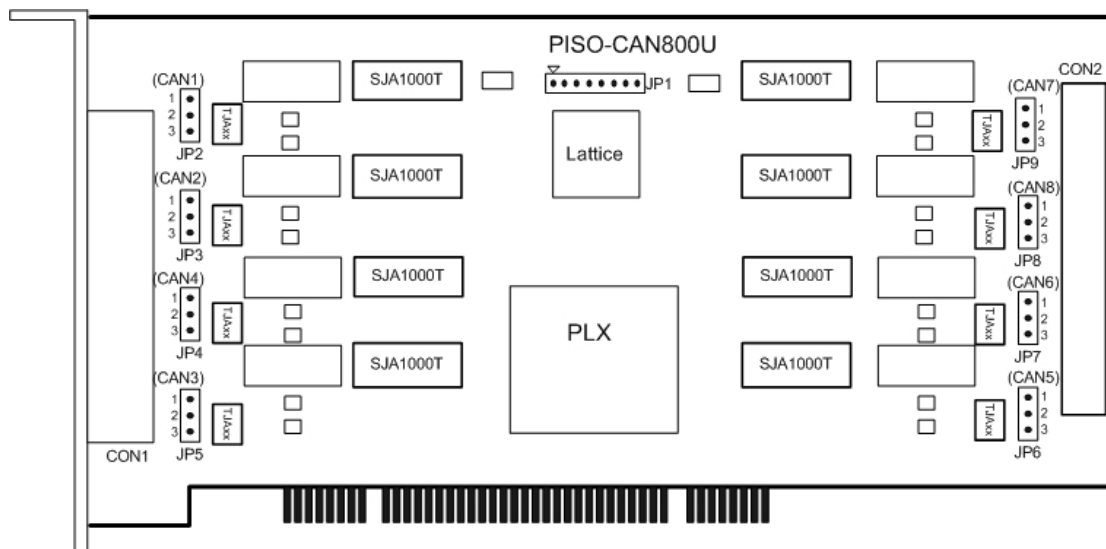 PISO-CAN800U
JP1
CON2
(CAN1)
1
2
3
JP2
TJAxx
SJA1000T
SJA1000T
TJAxx
(CAN7)
1
2
3
JP9
Lattice
(CAN2)
1
2
3
JP3
TJAxx
SJA1000T
SJA1000T
TJAxx
(CAN8)
1
2
3
JP8
(CAN4)
1
2
3
JP4
TJAxx
SJA1000T
SJA1000T
TJAxx
(CAN6)
1
2
3
JP7
PLX
(CAN3)
1
2
3
JP5
TJAxx
SJA1000T
SJA1000T
TJAxx
(CAN5)
1
2
3
JP6
CON1